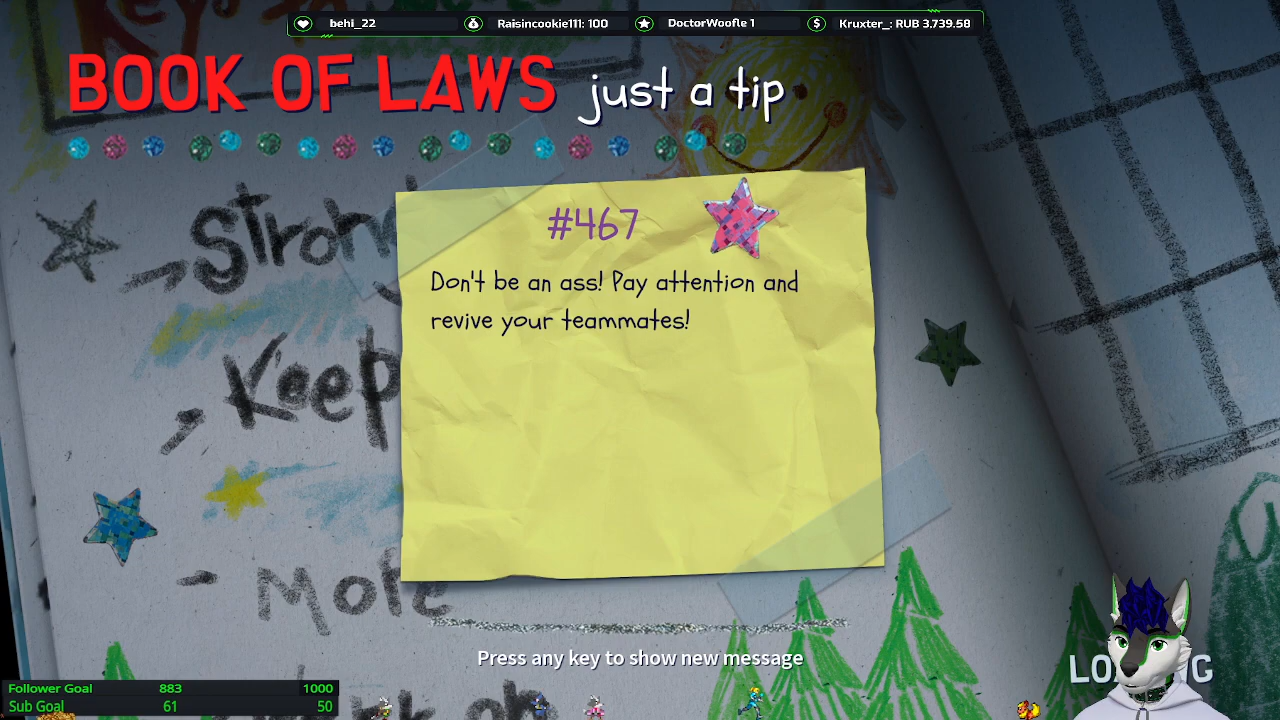 behi_22 Raisincookie111: 100 DoctorWoofle 1 $ Kruxter_: RUB 3.739.58
BOOK OF LAWS just a tip
#467
Strong
Don't be an ass! Pay attention and
revive your teammates!
Keep
More
Press any key to show new message
Follower Goal 883 1000
Sub Goal 61 50